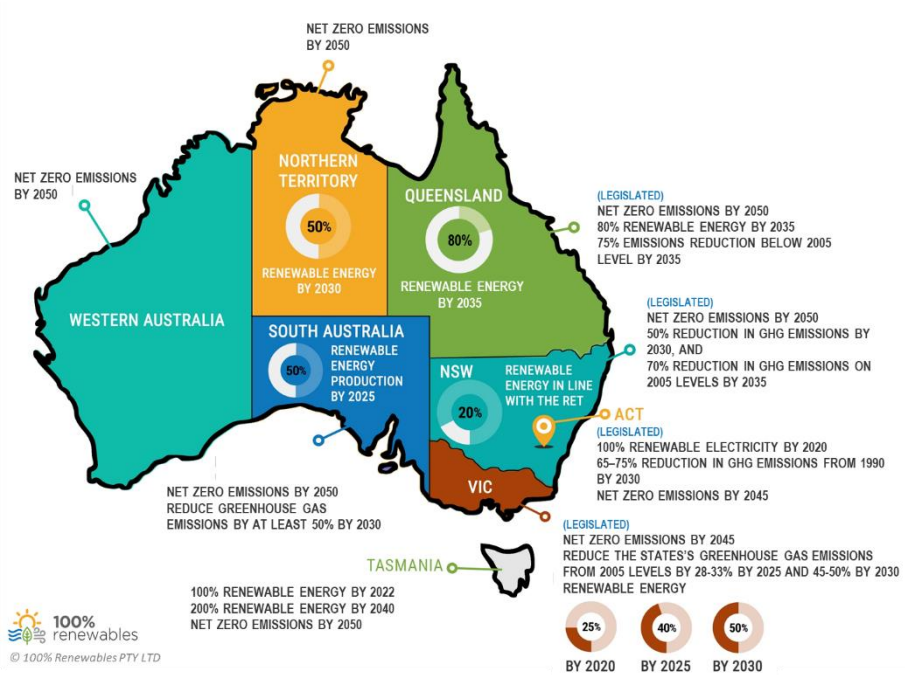 NET ZERO EMISSIONS
BY 2050
NET ZERO EMISSIONS
BY 2050
NORTHERN
TERRITORY
50%
RENEWABLE ENERGY
BY 2030
QUEENSLAND
80%
RENEWABLE ENERGY
BY 2035
(LEGISLATED)
NET ZERO EMISSIONS BY 2050
80% RENEWABLE ENERGY BY 2035
75% EMISSIONS REDUCTION BELOW 2005
LEVEL BY 2035
WESTERN AUSTRALIA
SOUTH AUSTRALIA
50%
RENEWABLE
ENERGY
PRODUCTION
BY 2025
(LEGISLATED)
NET ZERO EMISSIONS BY 2050
50% REDUCTION IN GHG EMISSIONS BY
2030, AND
70% REDUCTION IN GHG EMISSIONS ON
2005 LEVELS BY 2035
NSW
20%
RENEWABLE
ENERGY IN LINE
WITH THE RET
ACT
(LEGISLATED)
100% RENEWABLE ELECTRICITY BY 2020
65–75% REDUCTION IN GHG EMISSIONS FROM 1990
BY 2030
NET ZERO EMISSIONS BY 2045
NET ZERO EMISSIONS BY 2050
REDUCE GREENHOUSE GAS
EMISSIONS BY AT LEAST 50% BY 2030
VIC
(LEGISLATED)
NET ZERO EMISSIONS BY 2045
REDUCE THE STATES'S GREENHOUSE GAS EMISSIONS
FROM 2005 LEVELS BY 28-33% BY 2025 AND 45-50% BY 2030
RENEWABLE ENERGY
25%
BY 2020
40%
BY 2025
50%
BY 2030
TASMANIA
100% RENEWABLE ENERGY BY 2022
200% RENEWABLE ENERGY BY 2040
NET ZERO EMISSIONS BY 2050
100%
renewables
© 100% Renewables PTY LTD